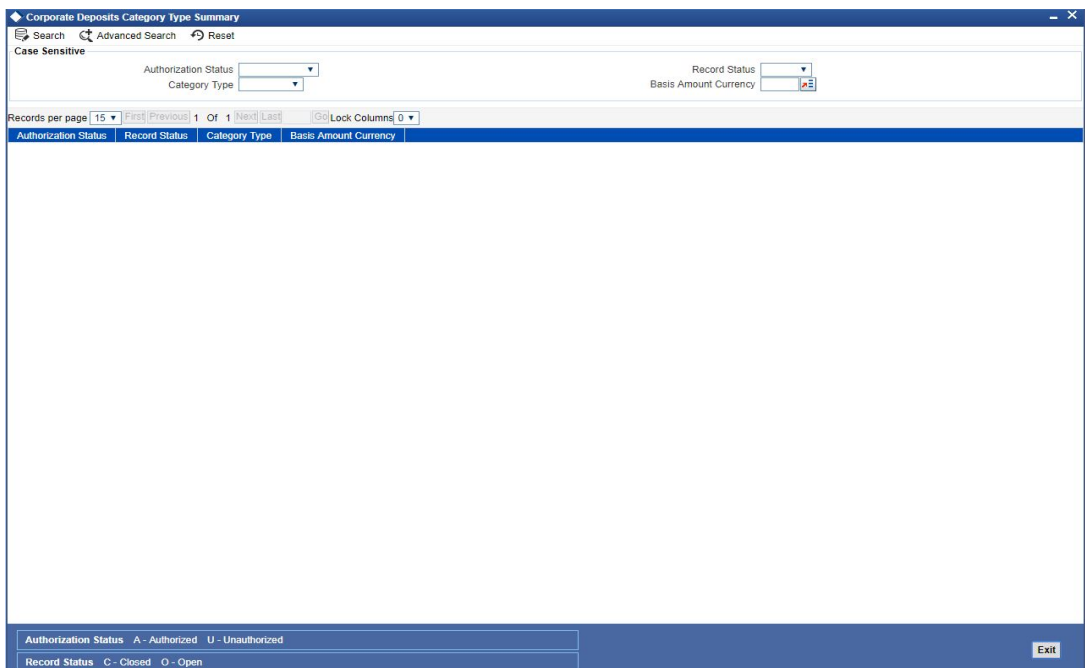 Corporate Deposits Category Type Summary
Search Advanced Search Reset
Case Sensitive
Authorization Status Record Status
Category Type Basis Amount Currency
Records per page 15 First Previous 1 Of 1 Next Last Go Lock Columns 0
Authorization Status Record Status Category Type Basis Amount Currency
Authorization Status A - Authorized U - Unauthorized
Exit
Record Status C - Closed O - Open